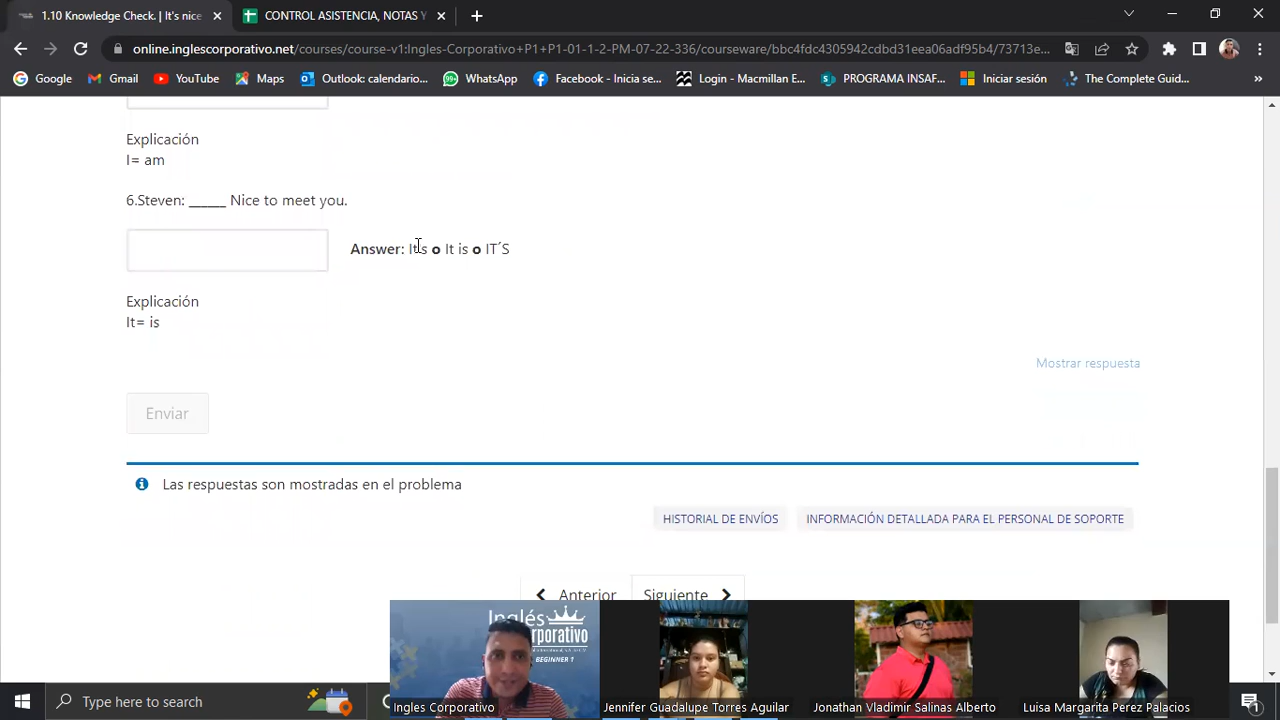 1.10 Knowledge Check | It's nice
CONTROL ASISTENCIA, NOTAS Y
online.inglescorporativo.net/courses/course-v1:Ingles-Corporativo+P1+P1-01-1-2-PM-07-22-336/courseware/bbc4fdc4305942cdbd31eea06adf95b4/73713e...
Google
Gmail
YouTube
Maps
Outlook: calendario...
WhatsApp
Facebook - Inicia se...
Login - Macmillan E...
PROGRAMA INSAF...
Iniciar sesión
The Complete Guid...
Explicación
I= am
6.Steven: ______ Nice to meet you.
Answer: It´s o It is o IT´S
Explicación
It= is
Mostrar respuesta
Enviar
Las respuestas son mostradas en el problema
HISTORIAL DE ENVÍOS
INFORMACIÓN DETALLADA PARA EL PERSONAL DE SOPORTE
Anterior
Siguiente
Inglés
BEGINNER 1
Ingles Corporativo
Jennifer Guadalupe Torres Aguilar
Jonathan Vladimir Salinas Alberto
Luisa Margarita Perez Palacios
Type here to search
1